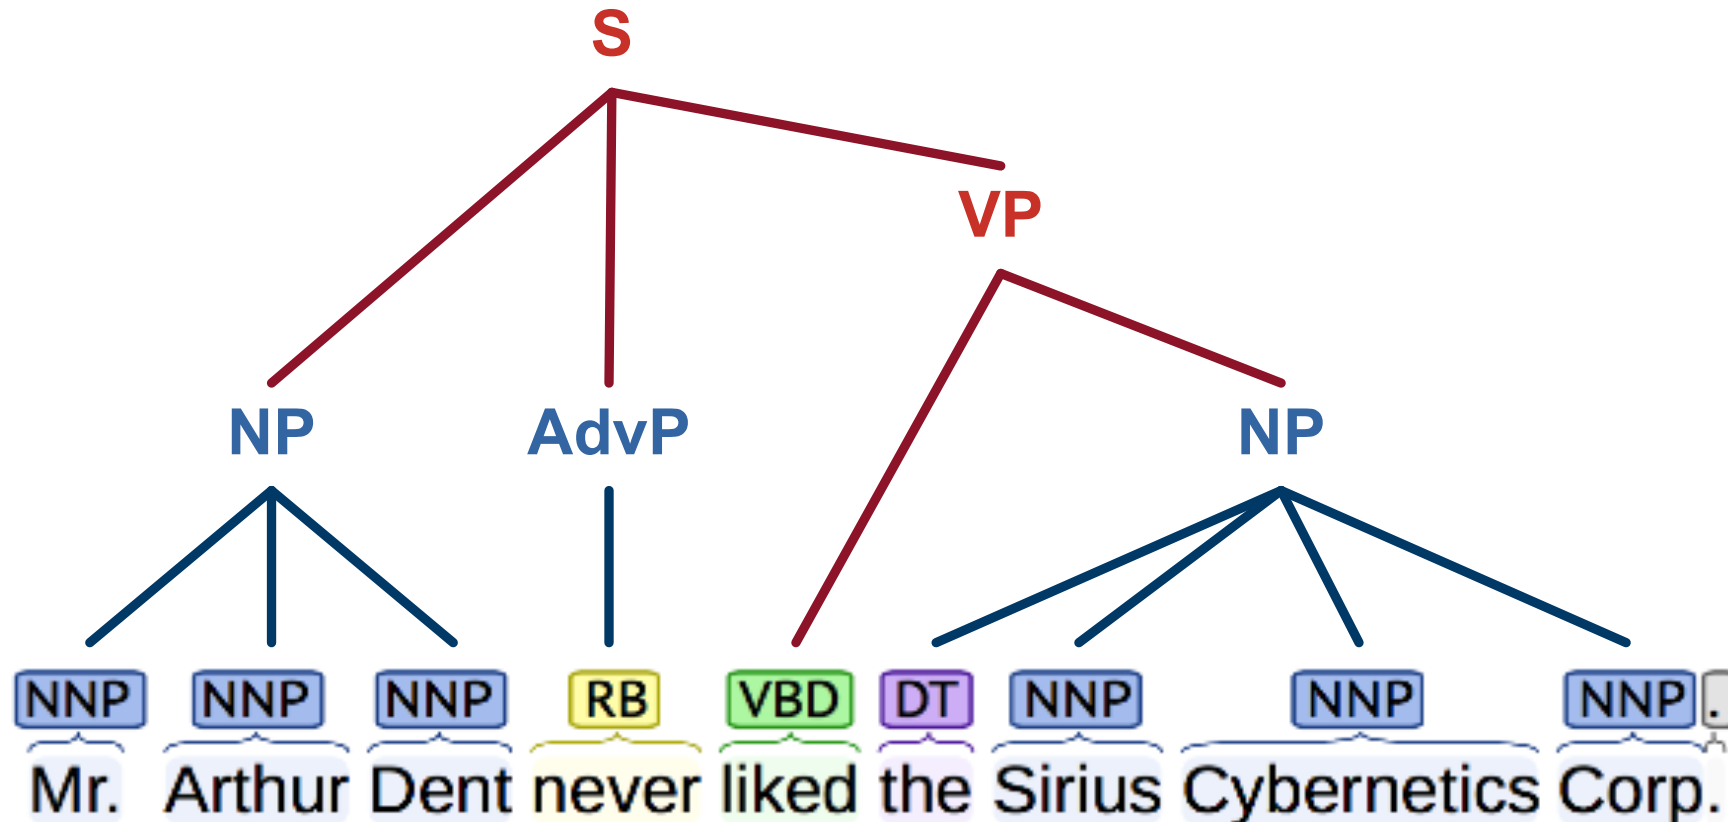 S
VP
NP AdvP NP
NNP NNP NNP RB VBD DT NNP NNP NNP .
Mr. Arthur Dent never liked the Sirius Cybernetics Corp.